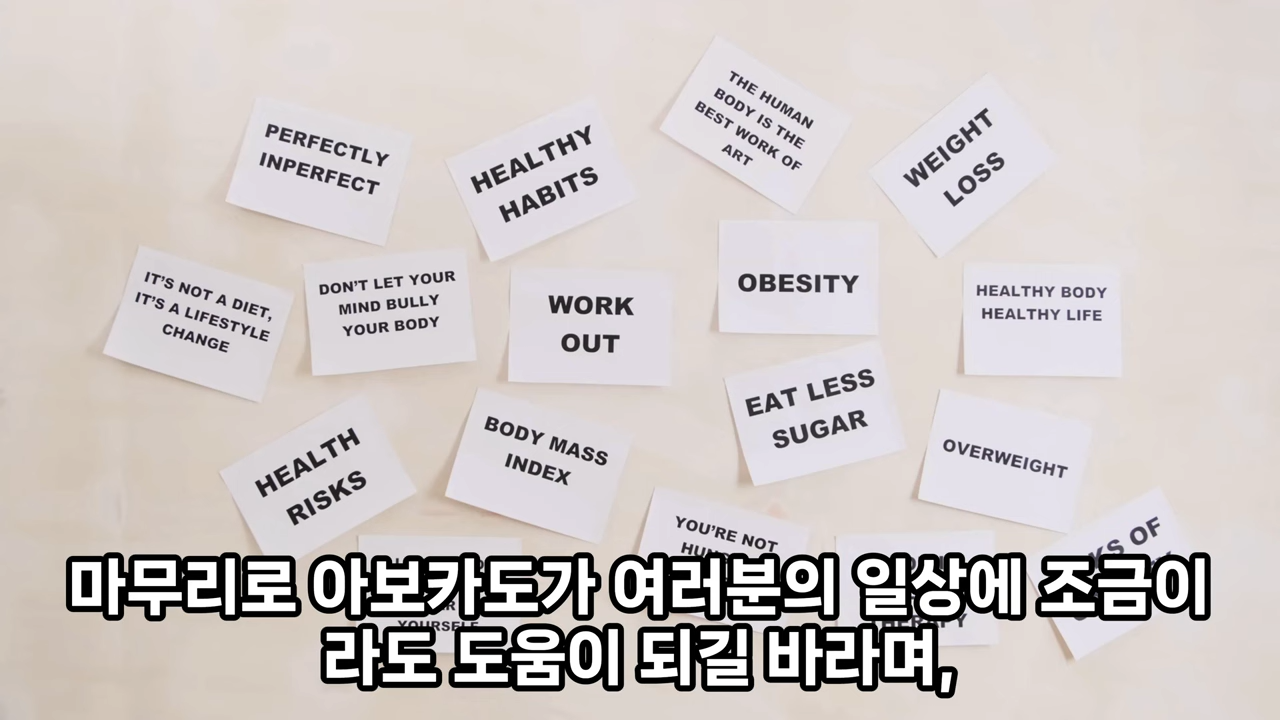 PERFECTLY
INPERFECT
HEALTHY
HABITS
THE HUMAN
BODY IS THE
BEST WORK OF
ART
WEIGHT
LOSS
IT'S NOT A DIET,
IT'S A LIFESTYLE
CHANGE
DON'T LET YOUR
MIND BULLY
YOUR BODY
WORK
OUT
OBESITY
HEALTHY BODY
HEALTHY LIFE
HEALTH
RISKS
BODY MASS
INDEX
EAT LESS
SUGAR
OVERWEIGHT
YOU'RE NOT
YOURSELF
OF
마무리로 아보카도가 여러분의 일상에 조금이
라도 도움이 되길 바라며,